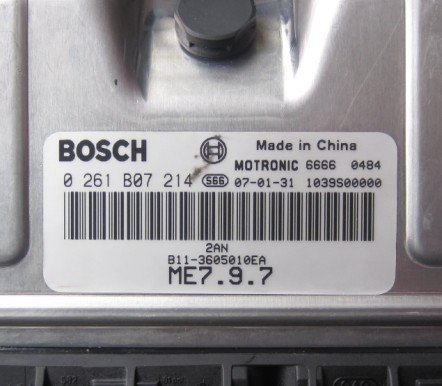 BOSCH Made in China
MOTRONIC 6666 0484
0 261 B07 214 S66 07-01-31 1039S00000
2AN
B11-3605010EA
ME7.9.7